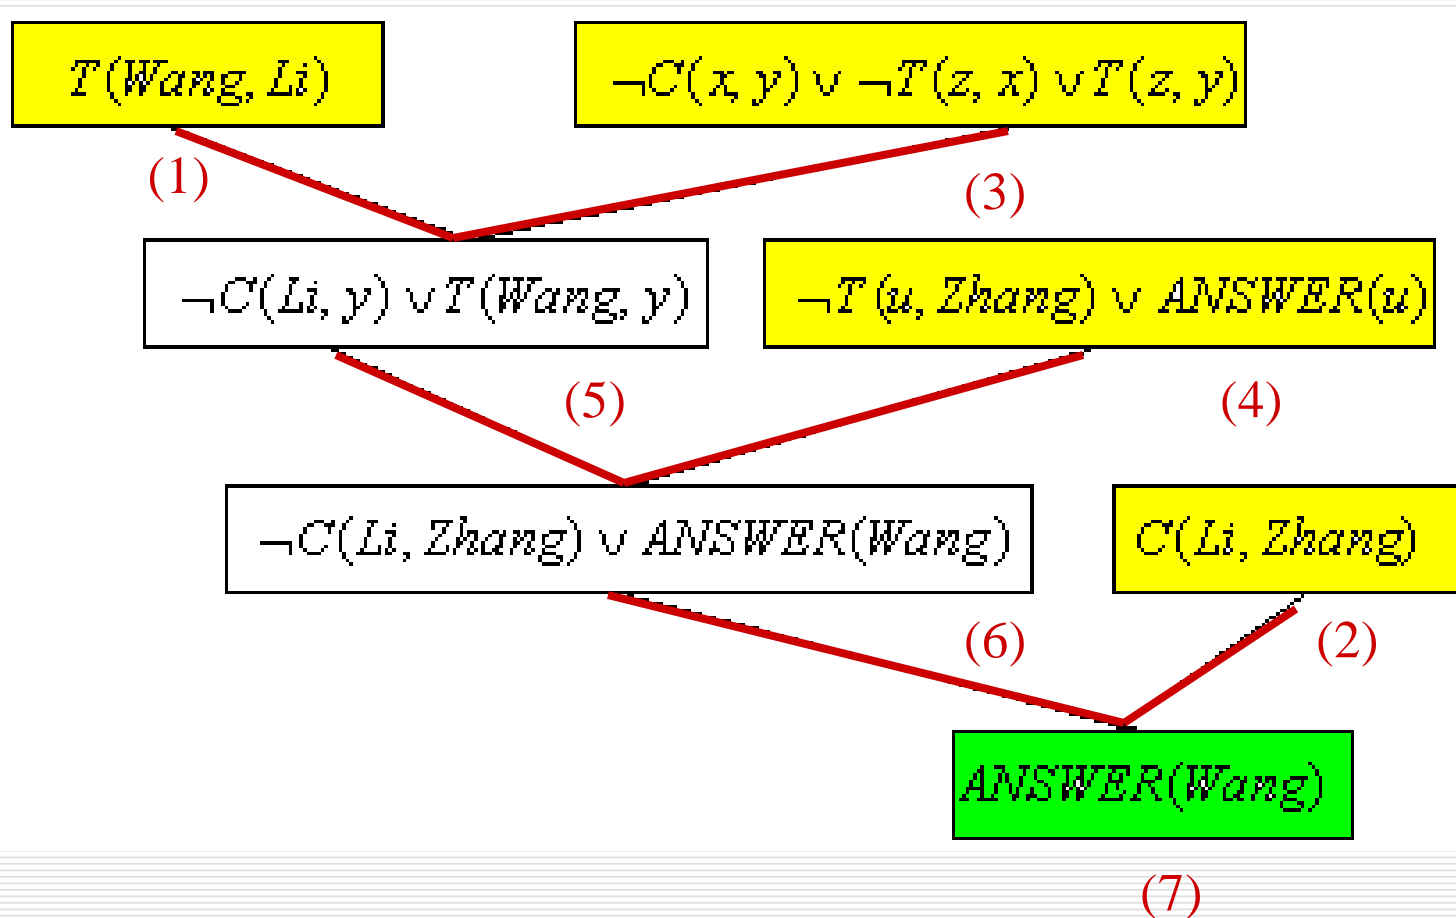 T(Wang, Li)
¬C(x, y) ∨ ¬T(z, x) ∨ T(z, y)
(1)
(3)
¬C(Li, y) ∨ T(Wang, y)
¬T(u, Zhang) ∨ ANSWER(u)
(5)
(4)
¬C(Li, Zhang) ∨ ANSWER(Wang)
C(Li, Zhang)
(6)
(2)
ANSWER(Wang)
(7)